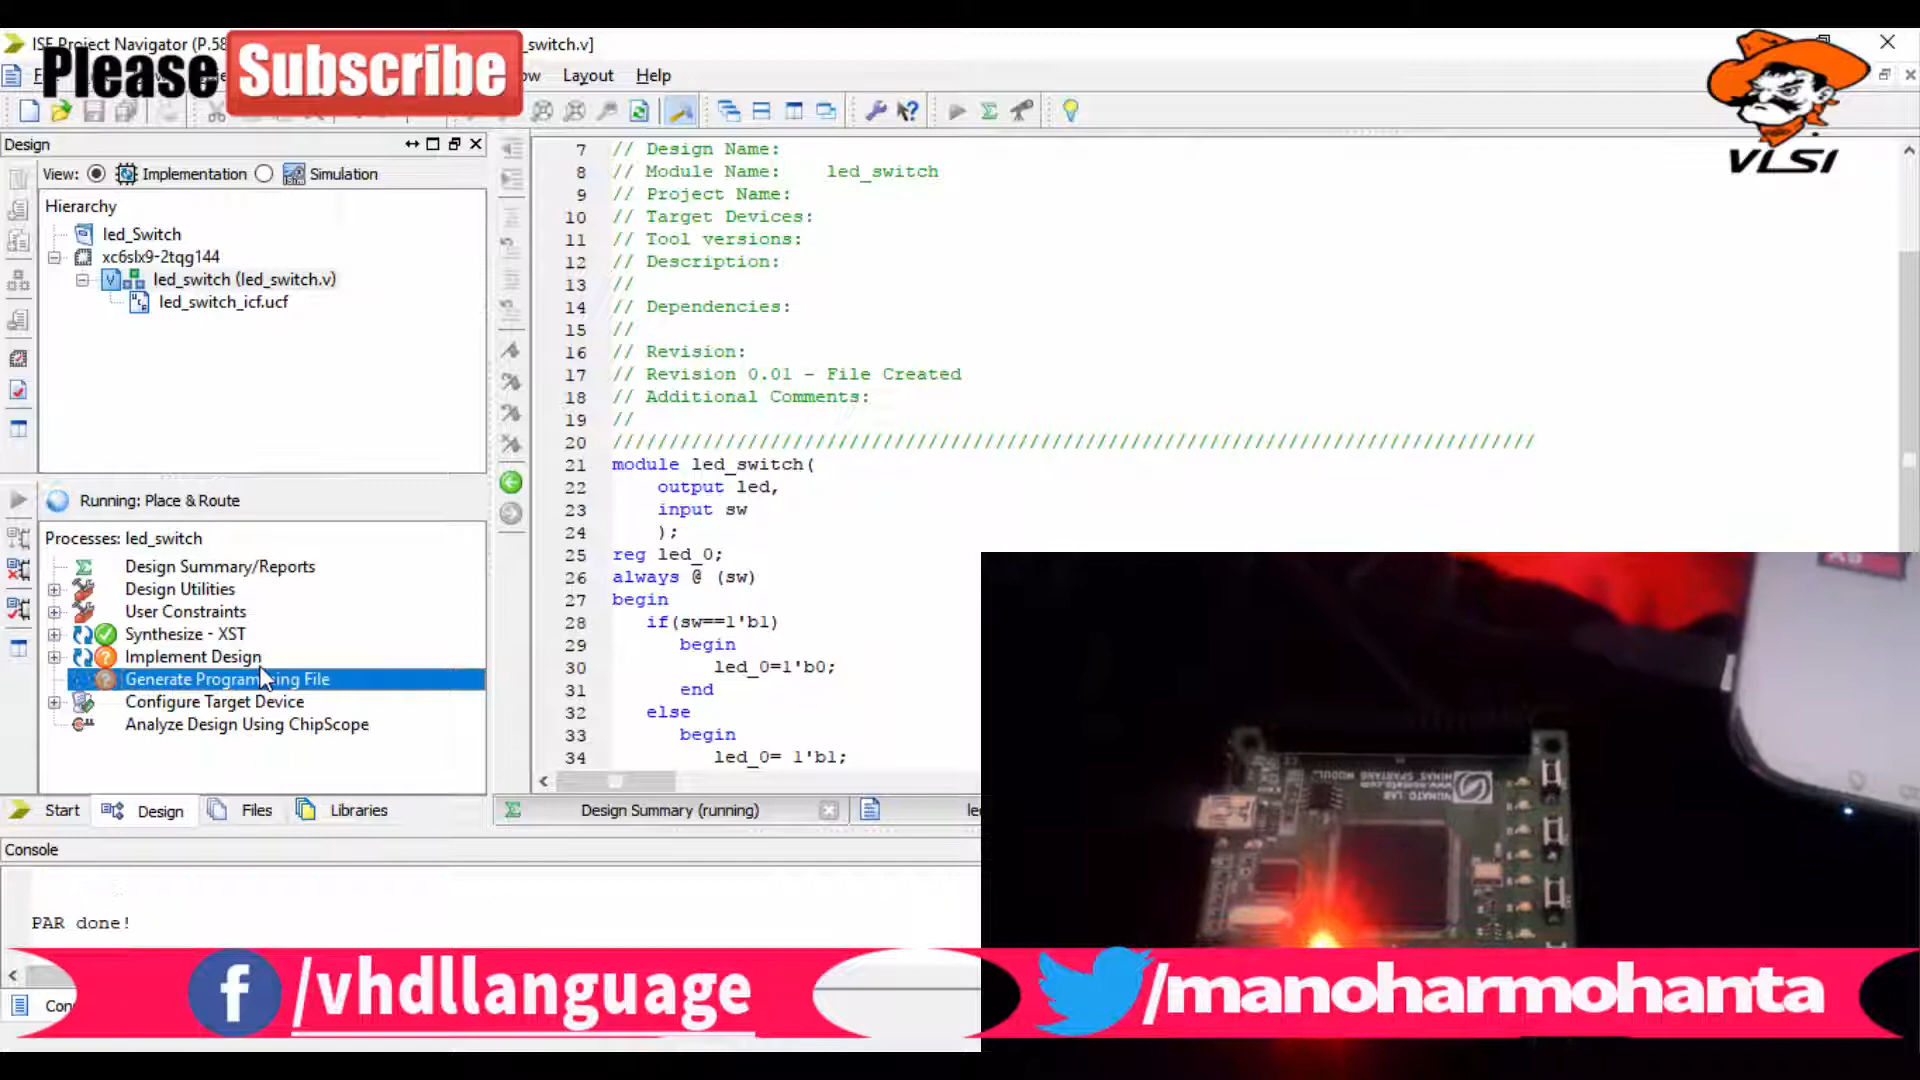 ISE Project Navigator (P.58
_switch.v]
Please Subscribe
Layout
Help
VLSI
Design
View:
Implementation
Simulation
Hierarchy
led_Switch
xc6slx9-2tqg144
led_switch (led_switch.v)
led_switch_icf.ucf
Running: Place & Route
Processes: led_switch
Design Summary/Reports
Design Utilities
User Constraints
Synthesize - XST
Implement Design
Generate Programming File
Configure Target Device
Analyze Design Using ChipScope
Start
Design
Files
Libraries
7 // Design Name:
8 // Module Name: led_switch
9 // Project Name:
10 // Target Devices:
11 // Tool versions:
12 // Description:
13 //
14 // Dependencies:
15 //
16 // Revision:
17 // Revision 0.01 - File Created
18 // Additional Comments:
19 //
20 //////////////////////////////////////////////////////////////////////////////////
21 module led_switch(
22 output led,
23 input sw
24 );
25 reg led_0;
26 always @ (sw)
27 begin
28 if(sw==1'b1)
29 begin
30 led_0=1'b0;
31 end
32 else
33 begin
34 led_0= 1'b1;
Design Summary (running)
Console
PAR done!
/vhdllanguage
/manoharmohanta